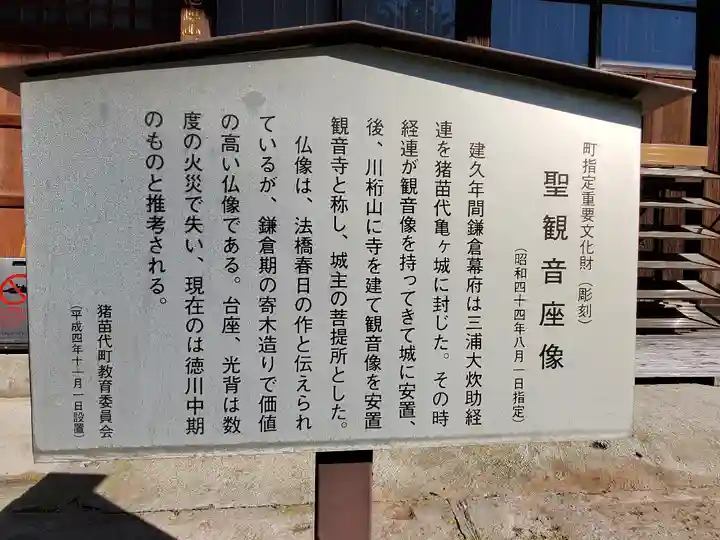 町指定重要文化財（彫刻）
聖観音座像
（昭和四十四年八月一日指定）
建久年間鎌倉幕府は三浦大炊助経
連を猪苗代亀ヶ城に封じた。その時
経連が観音像を持ってきて城に安置、
後、川桁山に寺を建て観音像を安置
観音寺と称し、城主の菩提所とした。
仏像は、法橋春日の作と伝えられ
ているが、鎌倉期の寄木造りで価値
の高い仏像である。台座、光背は数
度の火災で失い、現在のは徳川中期
のものと推考される。
猪苗代町教育委員会
（平成四年十一月一日設置）